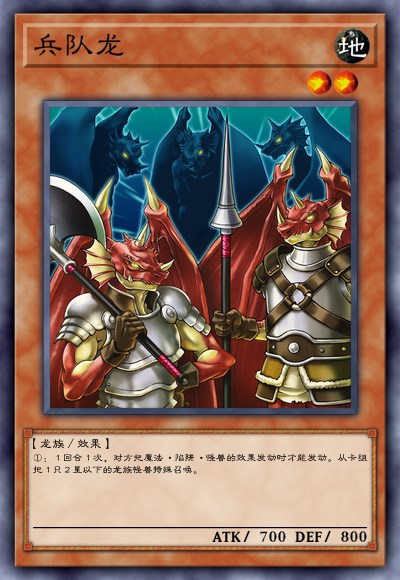 兵队龙
地
【龙族／效果】
①：1回合1次，对方把魔法·陷阱·怪兽的效果发动时才能发动。从卡组
把1只2星以下的龙族怪兽特殊召唤。
ATK/ 700 DEF/ 800